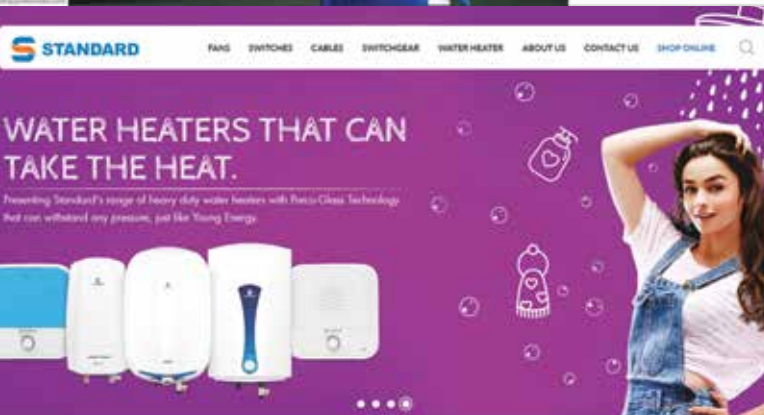 STANDARD
FANS SWITCHES CABLES SWITCHGEAR WATER HEATER ABOUT US CONTACT US SHOP ONLINE
WATER HEATERS THAT CAN
TAKE THE HEAT.
Presenting Standard's range of heavy duty water heaters with Porco-Glass Technology
that can withstand any pressure, just like Young Energy.